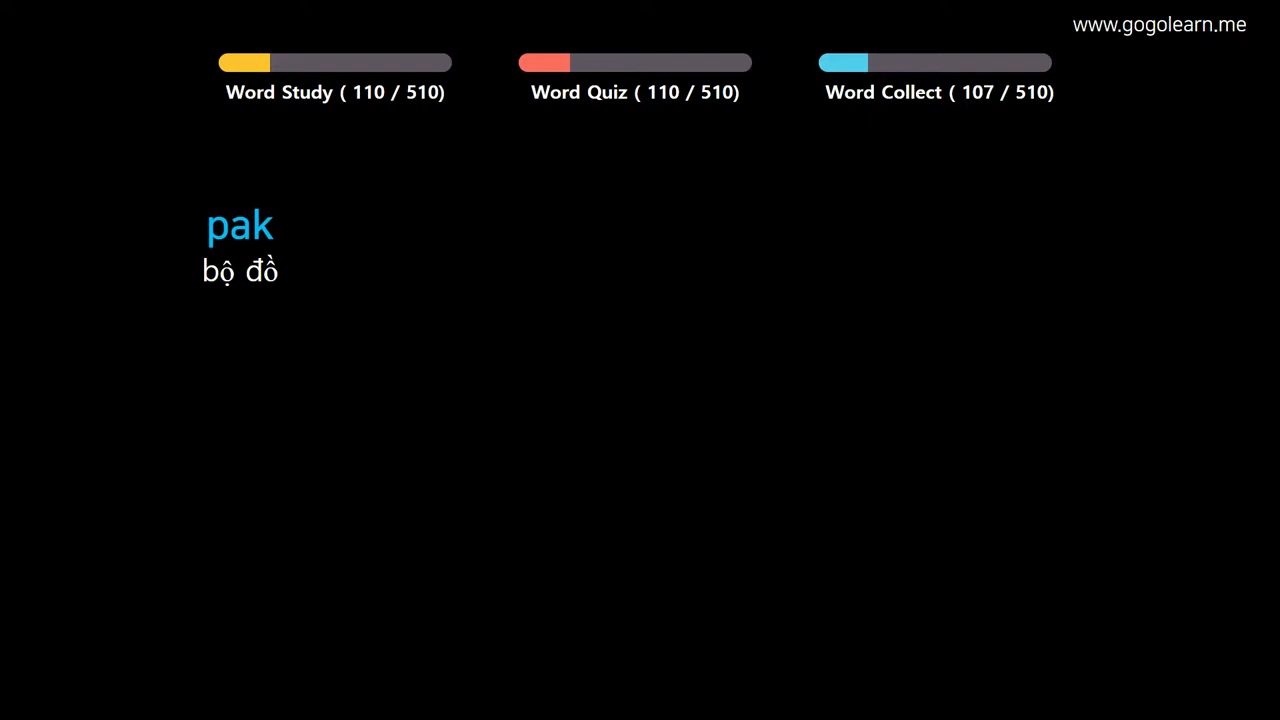 www.gogolearn.me
Word Study ( 110 / 510)
Word Quiz ( 110 / 510)
Word Collect ( 107 / 510)
pak
bộ đồ